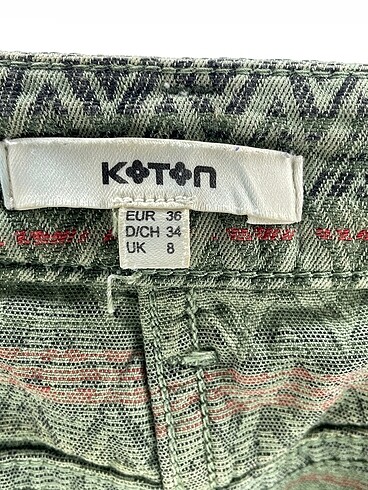 KOTON
EUR 36
D/CH 34
UK 8